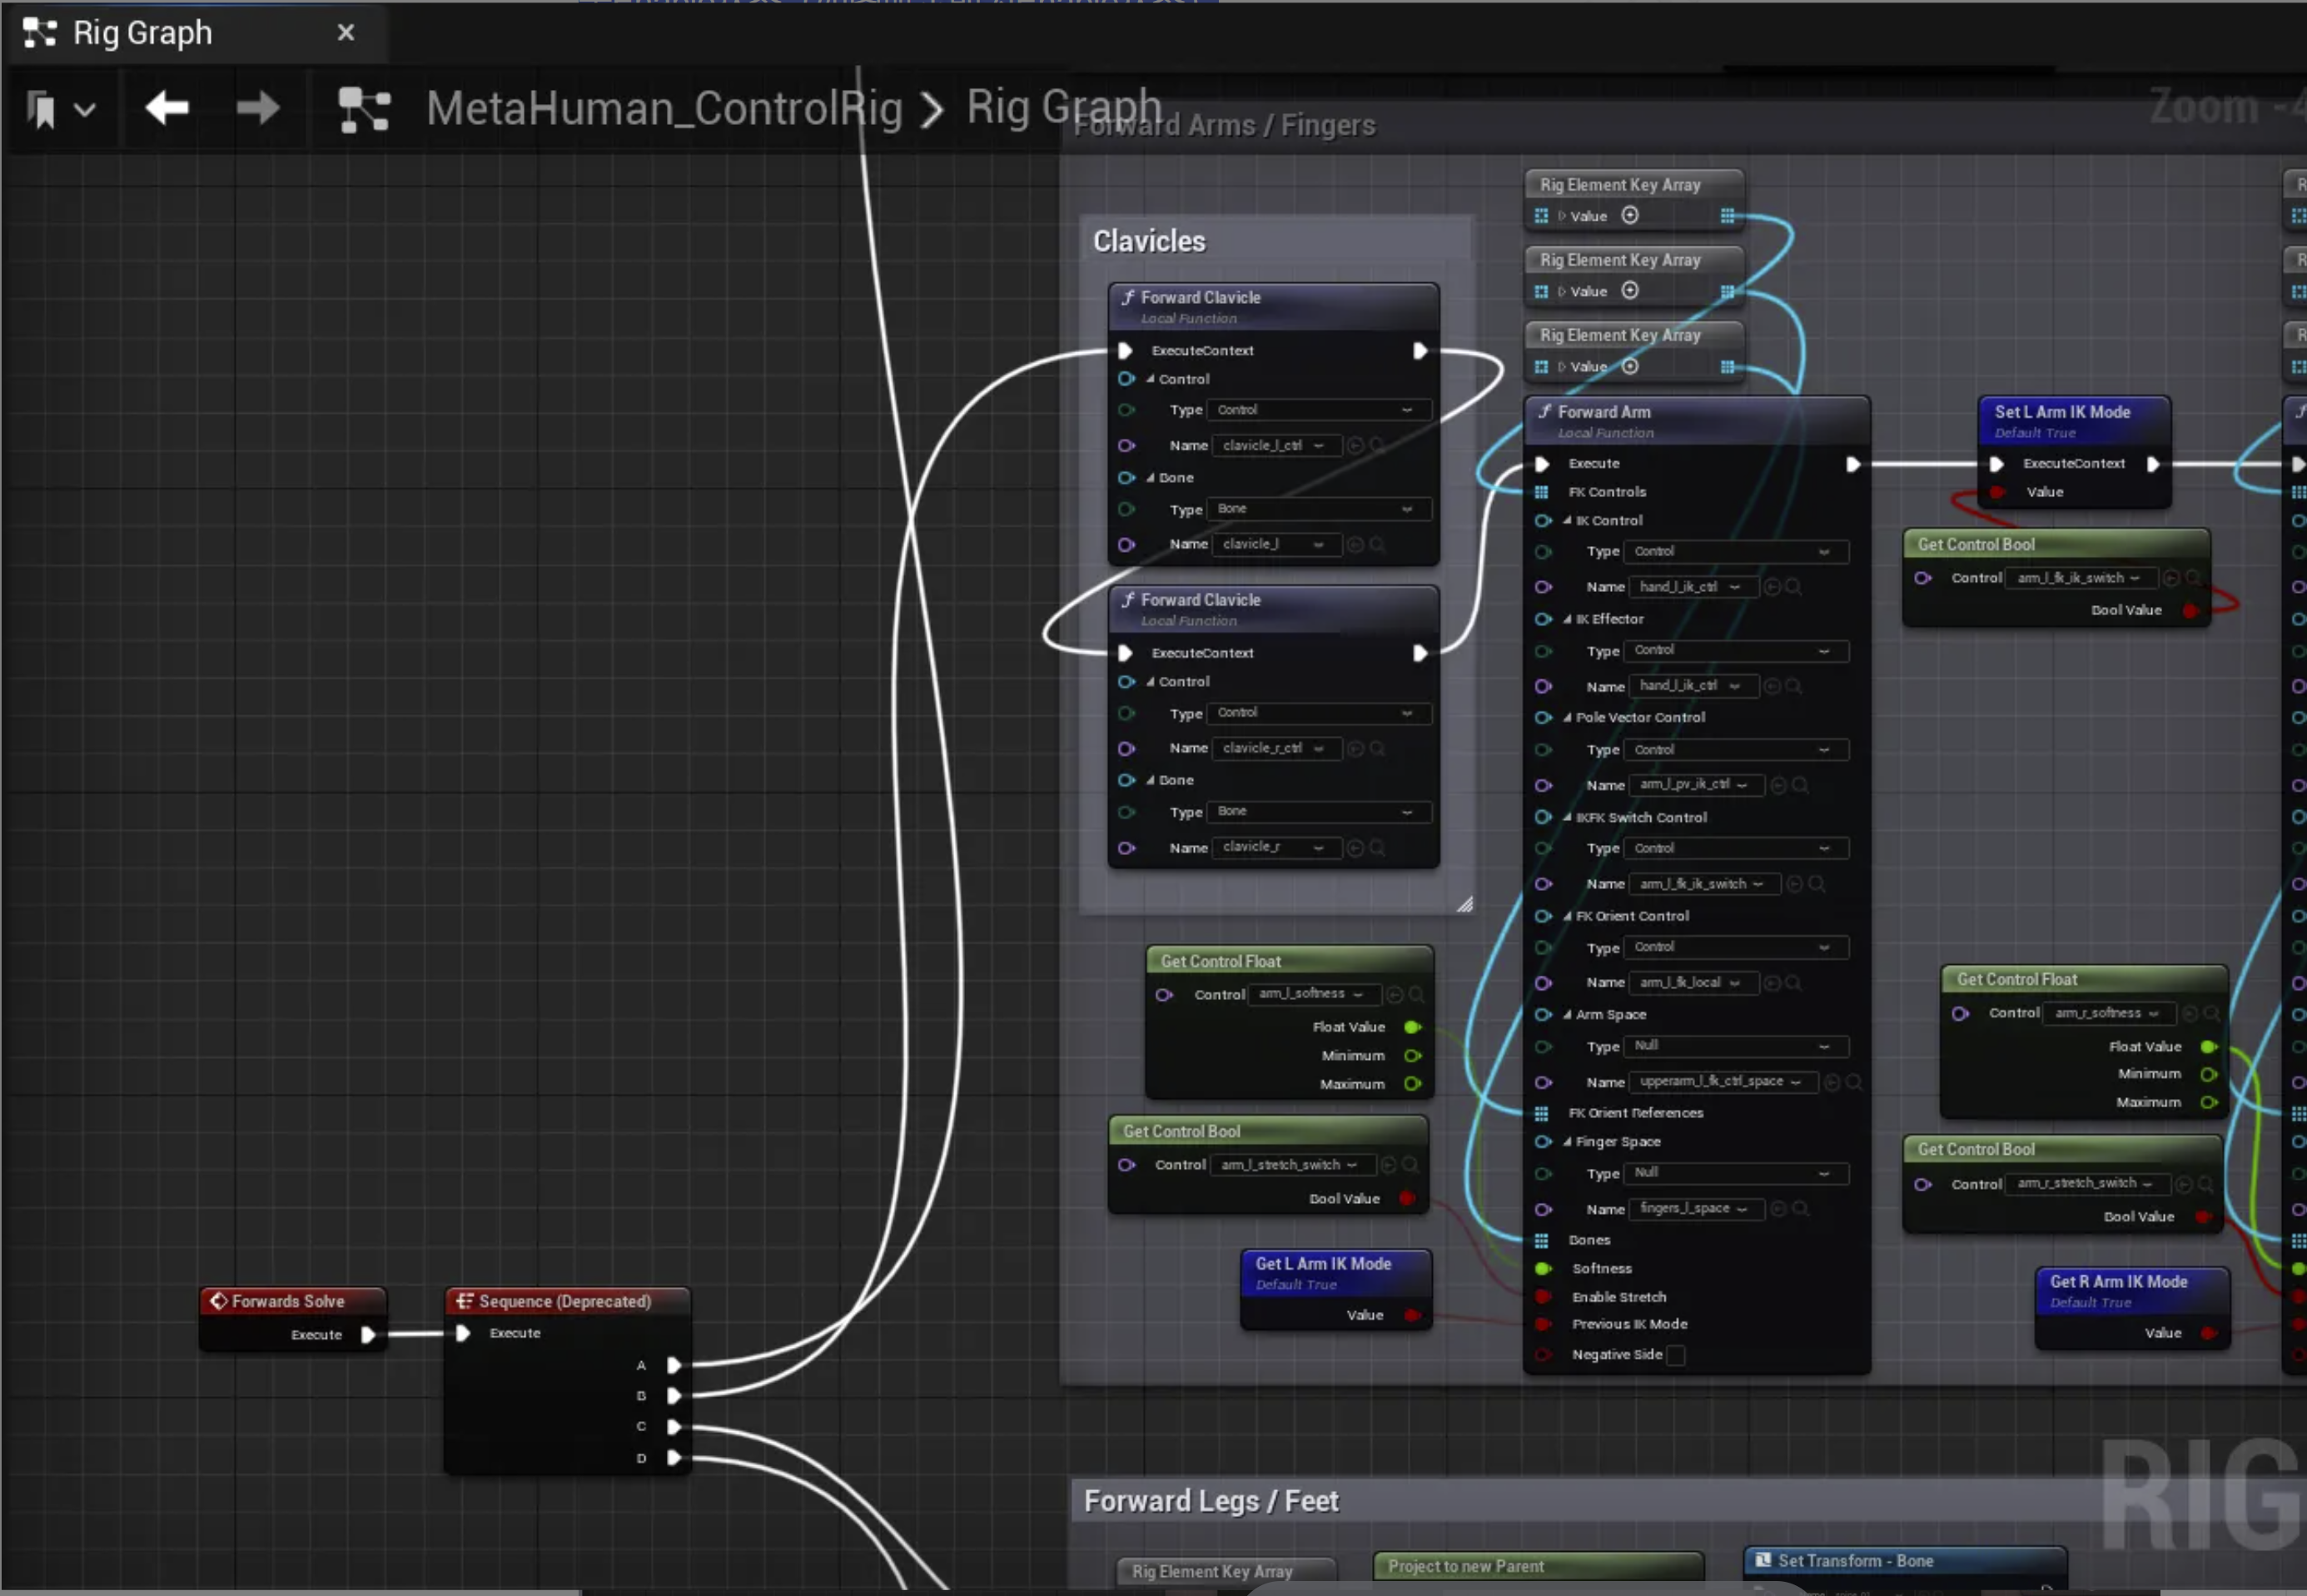 Rig Graph
MetaHuman_ControlRig > Rig Graph
Zoom -4
Forward Arms / Fingers
Clavicles
Forward Clavicle
Local Function
ExecuteContext
Control
Type Control
Name clavicle_l_ctrl
Bone
Type Bone
Name clavicle_l
Forward Clavicle
Local Function
ExecuteContext
Control
Type Control
Name clavicle_r_ctrl
Bone
Type Bone
Name clavicle_r
Get Control Float
Control arm_l_softness
Float Value
Minimum
Maximum
Get Control Bool
Control arm_l_stretch_switch
Bool Value
Get L Arm IK Mode
Default True
Value
Rig Element Key Array
Value
Rig Element Key Array
Value
Rig Element Key Array
Value
Forward Arm
Local Function
Execute
FK Controls
IK Control
Type Control
Name hand_l_ik_ctrl
IK Effector
Type Control
Name hand_l_ik_ctrl
Pole Vector Control
Type Control
Name arm_l_pv_ik_ctrl
IKFK Switch Control
Type Control
Name arm_l_fk_ik_switch
FK Orient Control
Type Control
Name arm_l_fk_local
Arm Space
Type Null
Name upperarm_l_fk_ctrl_space
FK Orient References
Finger Space
Type Null
Name fingers_l_space
Bones
Softness
Enable Stretch
Previous IK Mode
Negative Side
Set L Arm IK Mode
Default True
ExecuteContext
Value
Get Control Bool
Control arm_l_fk_ik_switch
Bool Value
Get Control Float
Control arm_r_softness
Float Value
Minimum
Maximum
Get Control Bool
Control arm_r_stretch_switch
Bool Value
Get R Arm IK Mode
Default True
Value
Forwards Solve
Execute
Sequence (Deprecated)
Execute
A
B
C
D
RIG
Forward Legs / Feet
Rig Element Key Array
Project to new Parent
Set Transform - Bone